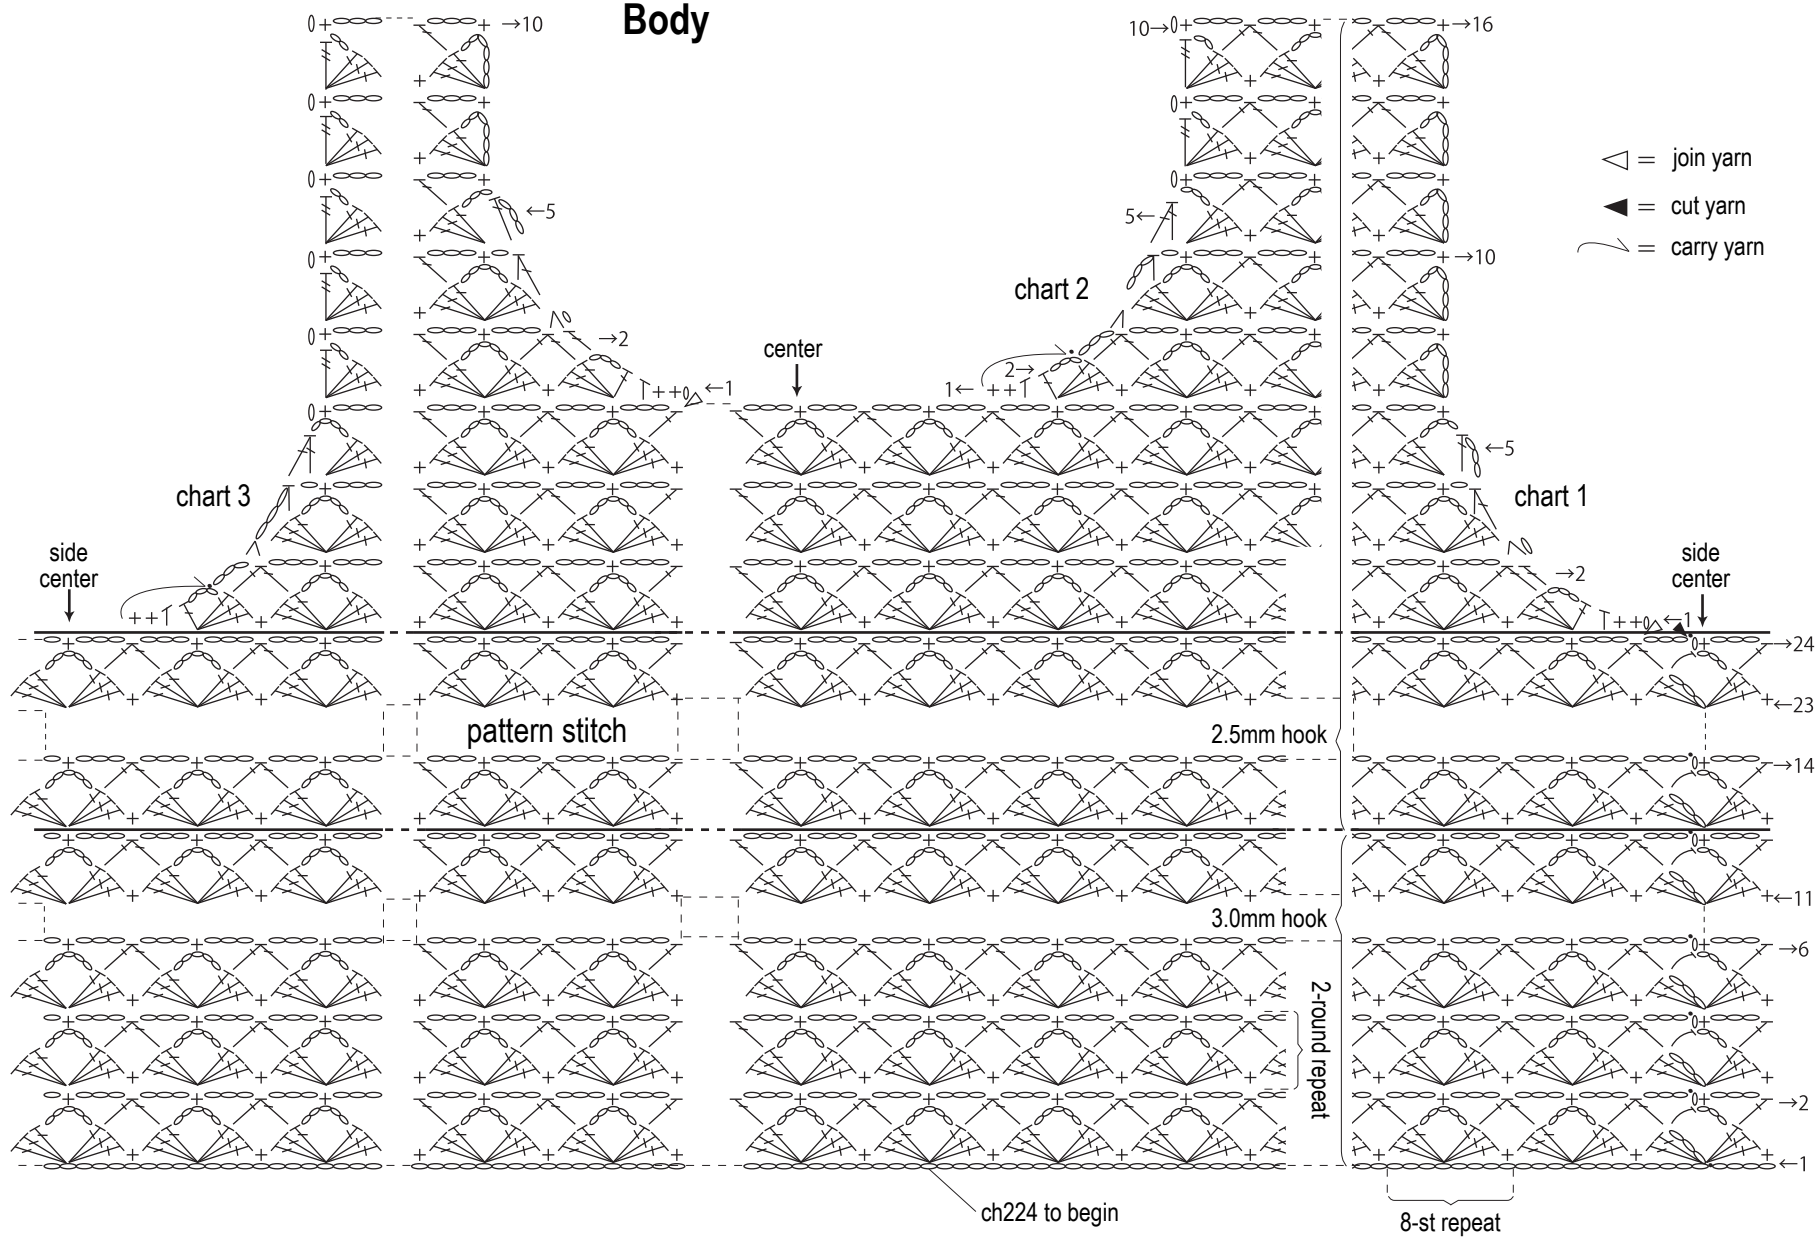 Body
→10
10→
→16
= join yarn
= cut yarn
= carry yarn
←5
5←
→10
chart 2
→2
center
2→
1←
←1
←5
chart 3
chart 1
side
center
→2
side
center
←1
→24
←23
pattern stitch
2.5mm hook
→14
←11
3.0mm hook
→6
2-round repeat
→2
←1
ch224 to begin
8-st repeat